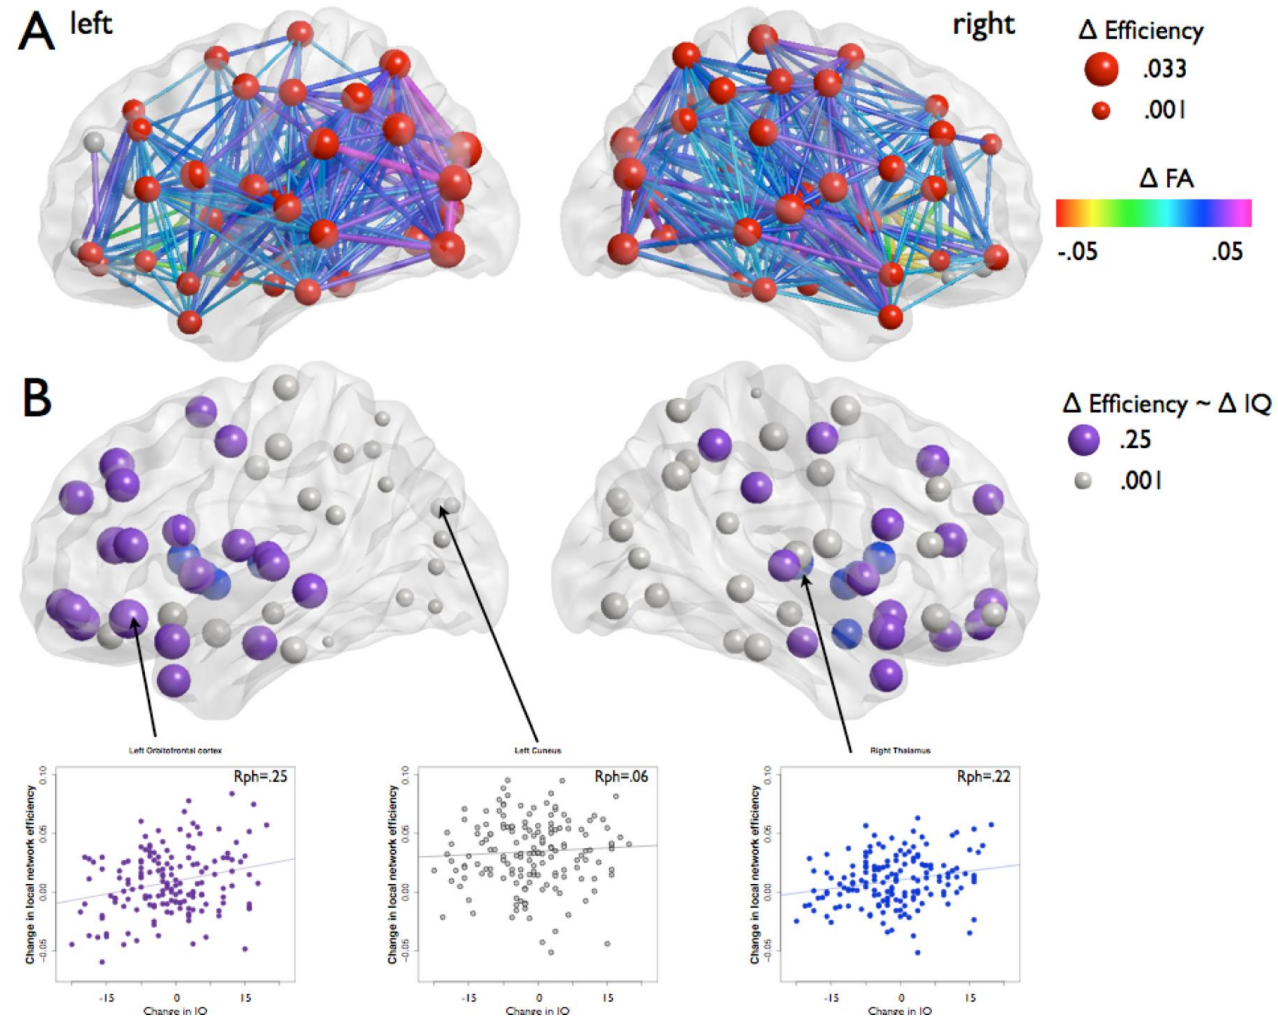 A left
right
Δ Efficiency
.033
.001
Δ FA
-.05 .05
B
Δ Efficiency ~ Δ IQ
.25
.001
Left Orbitofrontal cortex
Left Cuneus
Right Thalamus
Rph=.25
Change in local network efficiency
0.10
0.05
0.00
-0.05
-15 0 15
Change in IQ
Rph=.06
Change in local network efficiency
0.10
0.05
0.00
-0.05
-15 0 15
Change in IQ
Rph=.22
Change in local network efficiency
0.10
0.05
0.00
-0.05
-15 0 15
Change in IQ